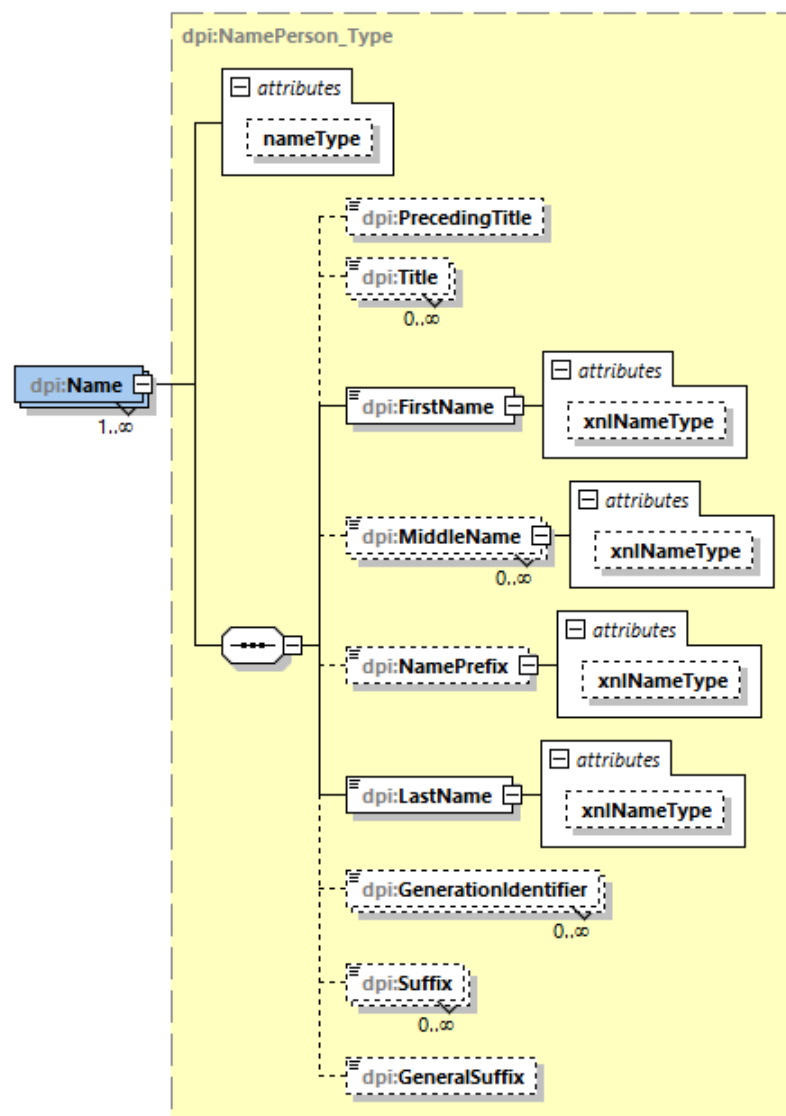 dpi:NamePerson_Type
attributes
nameType
dpi:PrecedingTitle
dpi:Title
0..∞
dpi:Name
1..∞
dpi:FirstName
attributes
xnlNameType
dpi:MiddleName
0..∞
attributes
xnlNameType
dpi:NamePrefix
attributes
xnlNameType
dpi:LastName
attributes
xnlNameType
dpi:GenerationIdentifier
0..∞
dpi:Suffix
0..∞
dpi:GeneralSuffix